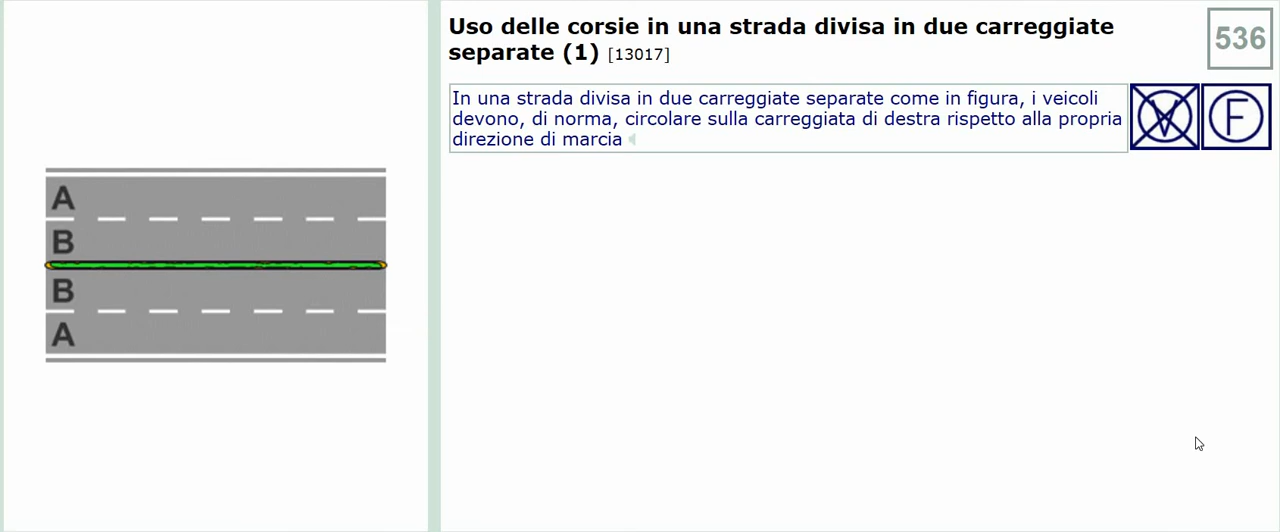 Uso delle corsie in una strada divisa in due carreggiate
separate (1) [13017]
536
In una strada divisa in due carreggiate separate come in figura, i veicoli
devono, di norma, circolare sulla carreggiata di destra rispetto alla propria
direzione di marcia
V F
A
B
B
A